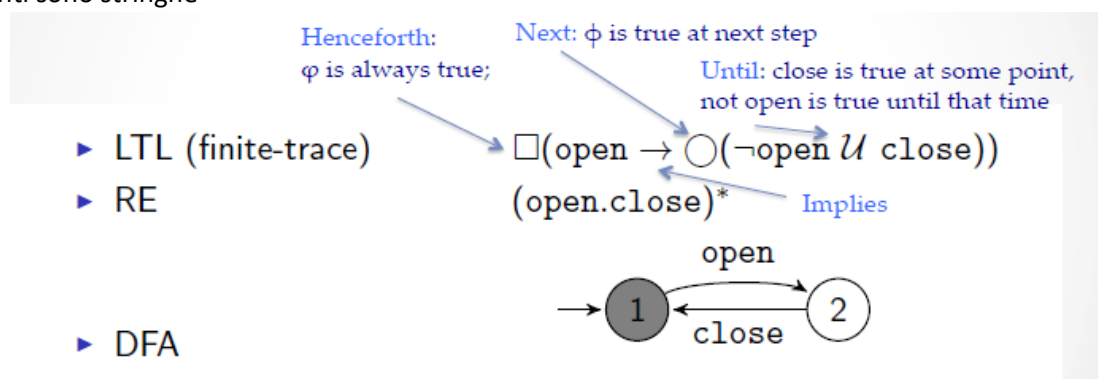 Henceforth:
φ is always true;
Next: ϕ is true at next step
Until: close is true at some point,
not open is true until that time
▸ LTL (finite-trace) □(open → ◯(¬open 𝒰 close))
▸ RE (open.close)*
Implies
open
1 2
close
▸ DFA